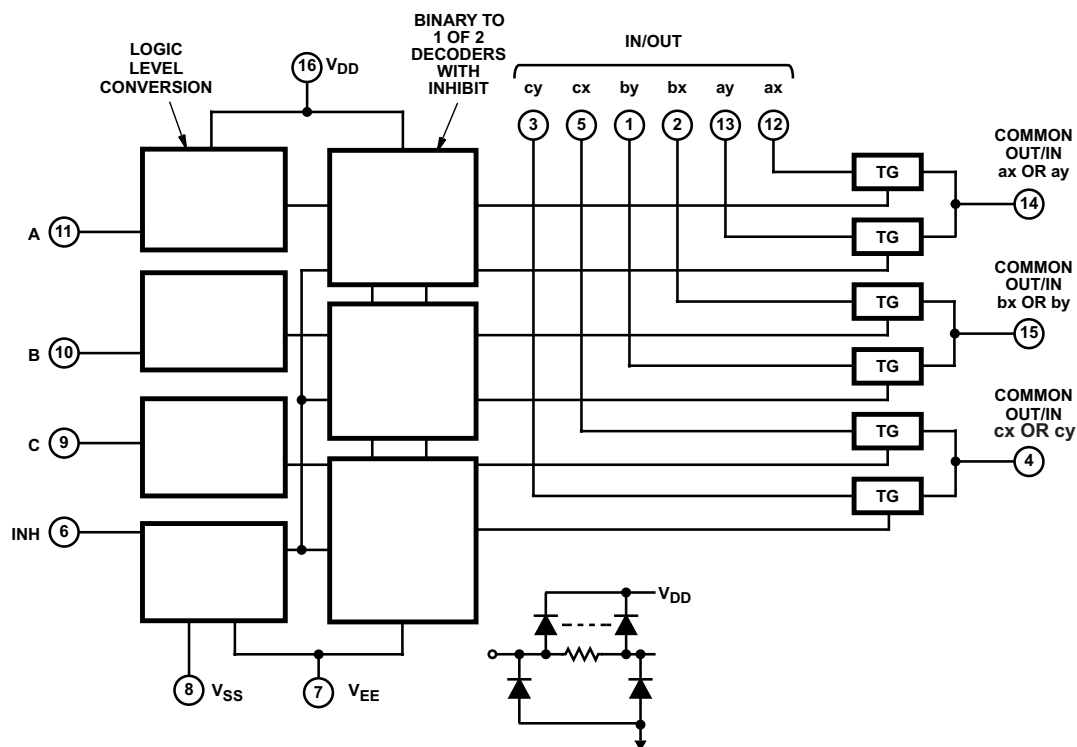 LOGIC
LEVEL
CONVERSION
16 VDD
BINARY TO
1 OF 2
DECODERS
WITH
INHIBIT
IN/OUT
cy cx by bx ay ax
3 5 1 2 13 12
COMMON
OUT/IN
ax OR ay
14
TG
TG
A 11
COMMON
OUT/IN
bx OR by
15
TG
TG
B 10
COMMON
OUT/IN
cx OR cy
4
TG
TG
C 9
INH 6
8 VSS
7 VEE
VDD